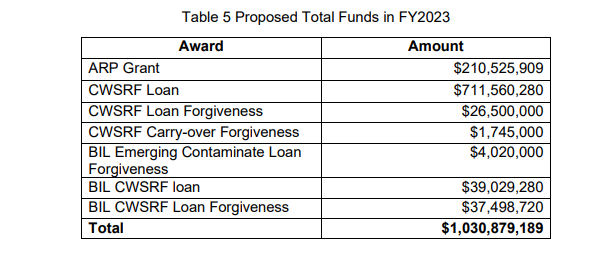 Table 5 Proposed Total Funds in FY2023
Award Amount
ARP Grant $210,525,909
CWSRF Loan $711,560,280
CWSRF Loan Forgiveness $26,500,000
CWSRF Carry-over Forgiveness $1,745,000
BIL Emerging Contaminate Loan $4,020,000
Forgiveness
BIL CWSRF loan $39,029,280
BIL CWSRF Loan Forgiveness $37,498,720
Total $1,030,879,189